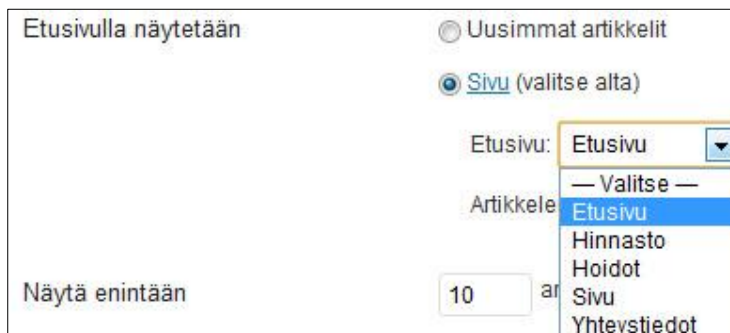 Etusivulla näytetään
Uusimmat artikkelit
Sivu (valitse alta)
Etusivu: Etusivu
— Valitse —
Artikkele
Etusivu
Hinnasto
Hoidot
Näytä enintään 10 ar
Sivu
Yhteystiedot